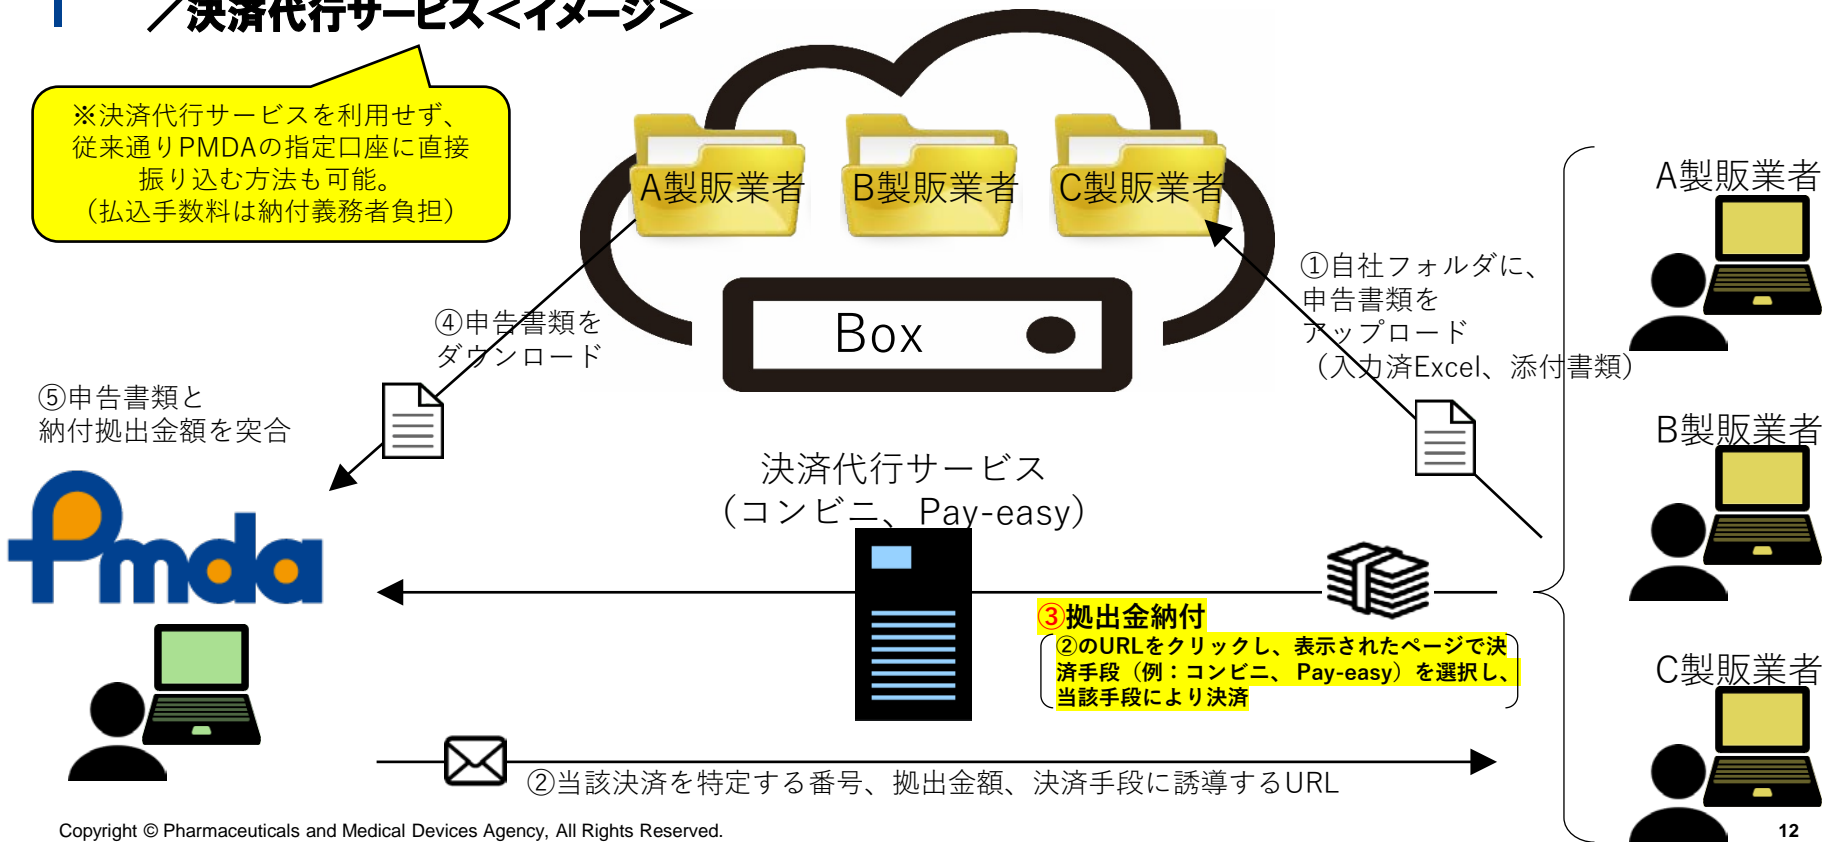 ／決済代行サービス＜イメージ＞
※決済代行サービスを利用せず、
従来通りPMDAの指定口座に直接
振り込む方法も可能。
（払込手数料は納付義務者負担）
A製販業者
B製販業者
C製販業者
Box
A製販業者
①自社フォルダに、
申告書類を
アップロード
（入力済Excel、添付書類）
④申告書類を
ダウンロード
⑤申告書類と
納付拠出金額を突合
B製販業者
決済代行サービス
（コンビニ、Pay-easy）
Pmda
③拠出金納付
②のURLをクリックし、表示されたページで決
済手段（例：コンビニ、Pay-easy）を選択し、
当該手段により決済
C製販業者
②当該決済を特定する番号、拠出金額、決済手段に誘導するURL
Copyright © Pharmaceuticals and Medical Devices Agency, All Rights Reserved.
12